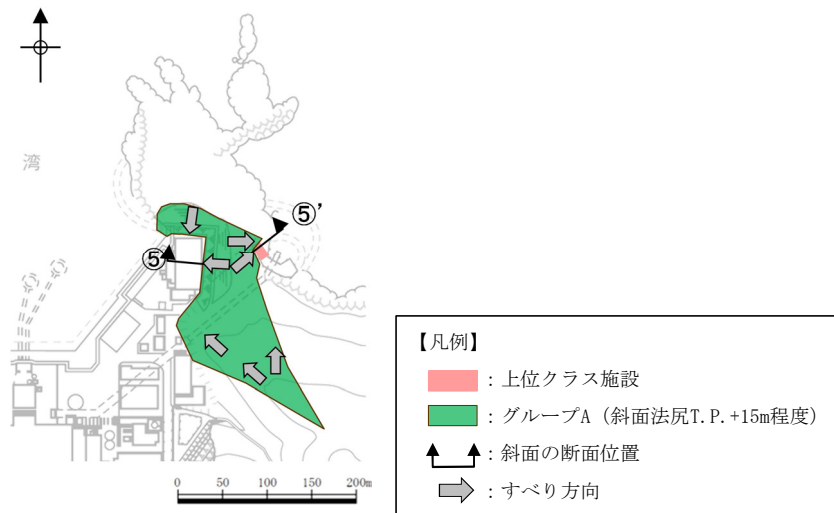 湾
⑤'
⑤
0 50 100 150 200m
【凡例】
：上位クラス施設
：グループA（斜面法尻T.P.+15m程度）
：斜面の断面位置
：すべり方向